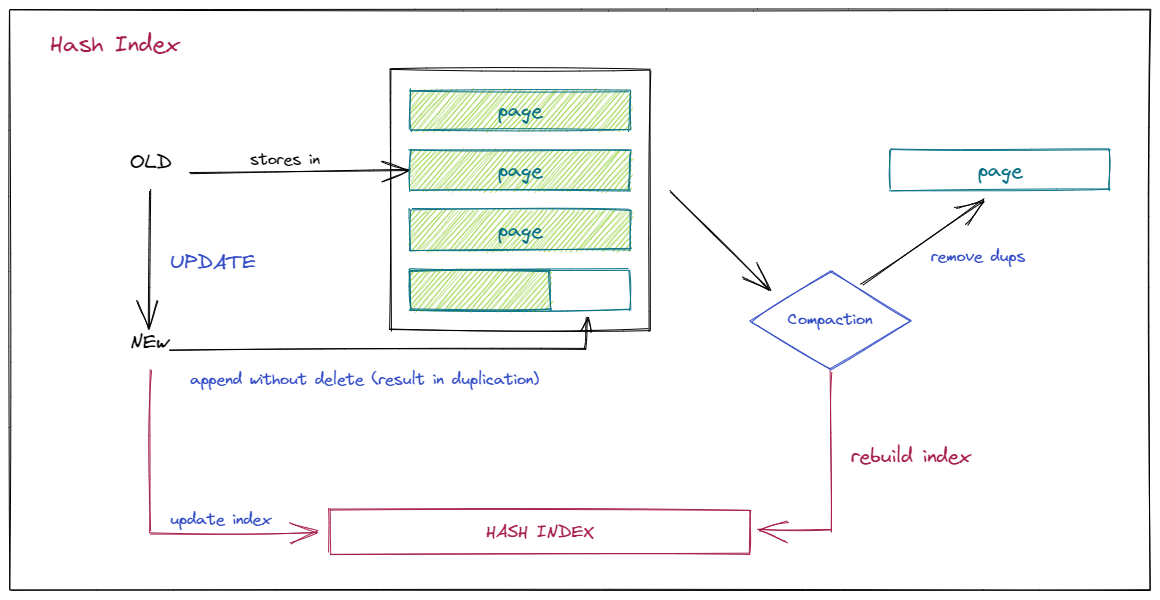 Hash Index
page
OLD
stores in
page
page
page
UPDATE
remove dups
Compaction
NEW
append without delete (result in duplication)
rebuild index
update index
HASH INDEX